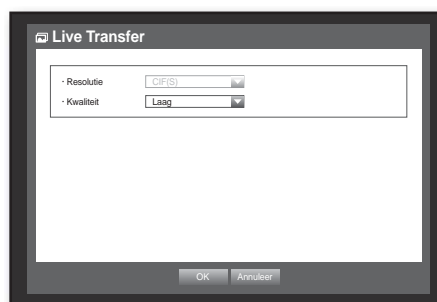 Live Transfer
· Resolutie CIF(S)
· Kwaliteit Laag
OK Annuleer